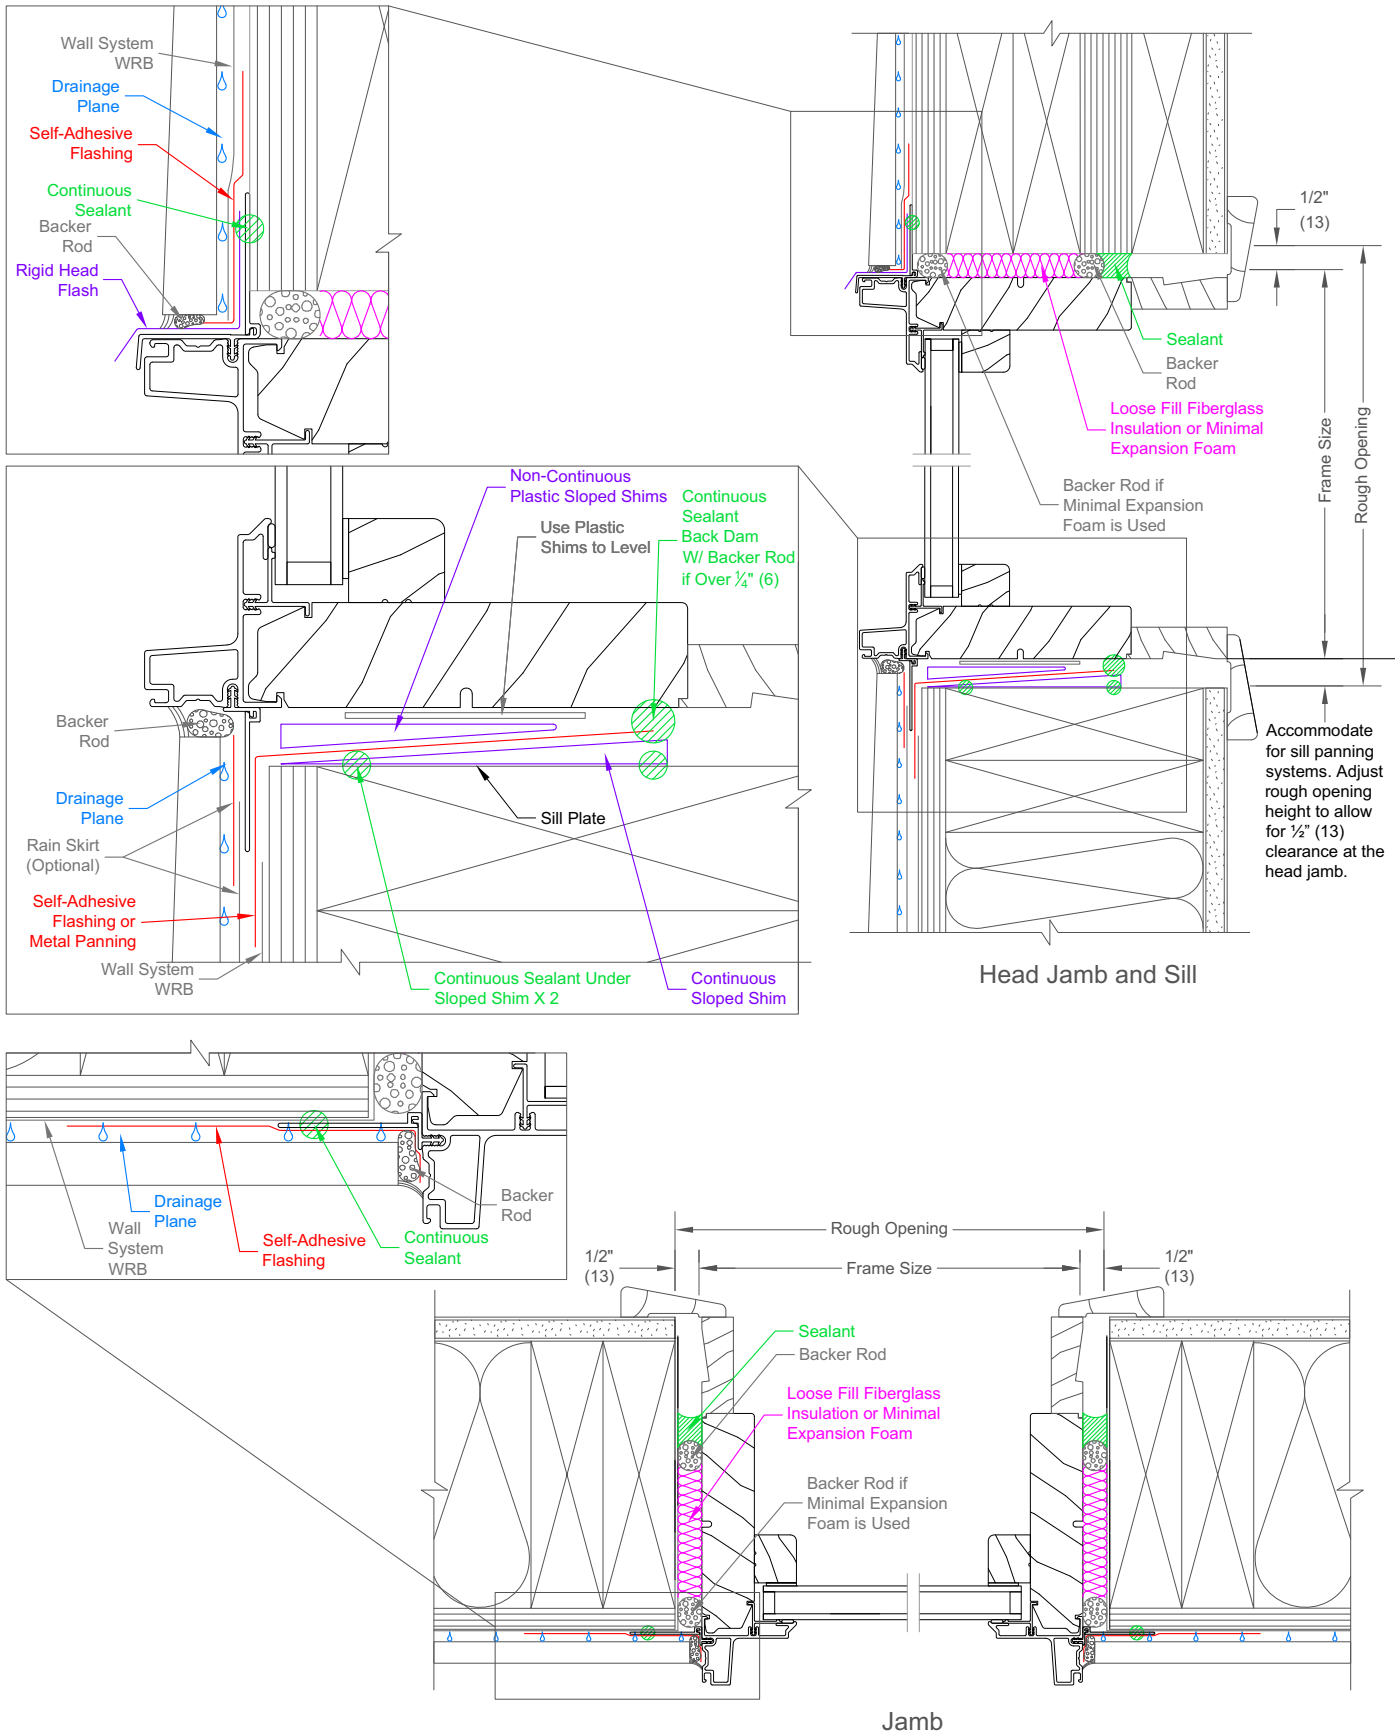 Wall System
WRB
Drainage
Plane
Self-Adhesive
Flashing
Continuous
Sealant
Backer
Rod
Rigid Head
Flash
1/2"
(13)
Sealant
Backer
Rod
Loose Fill Fiberglass
Insulation or Minimal
Expansion Foam
Backer Rod if
Minimal Expansion
Foam is Used
Frame Size
Rough Opening
Non-Continuous
Plastic Sloped Shims
Use Plastic
Shims to Level
Continuous
Sealant
Back Dam
W/ Backer Rod
if Over ¼" (6)
Backer
Rod
Drainage
Plane
Rain Skirt
(Optional)
Self-Adhesive
Flashing or
Metal Panning
Wall System
WRB
Sill Plate
Continuous Sealant Under
Sloped Shim X 2
Continuous
Sloped Shim
Accommodate
for sill panning
systems. Adjust
rough opening
height to allow
for ½” (13)
clearance at the
head jamb.
Head Jamb and Sill
Drainage
Plane
Wall
System
WRB
Self-Adhesive
Flashing
Continuous
Sealant
Backer
Rod
Rough Opening
1/2"
(13)
Frame Size
1/2"
(13)
Sealant
Backer Rod
Loose Fill Fiberglass
Insulation or Minimal
Expansion Foam
Backer Rod if
Minimal Expansion
Foam is Used
Jamb